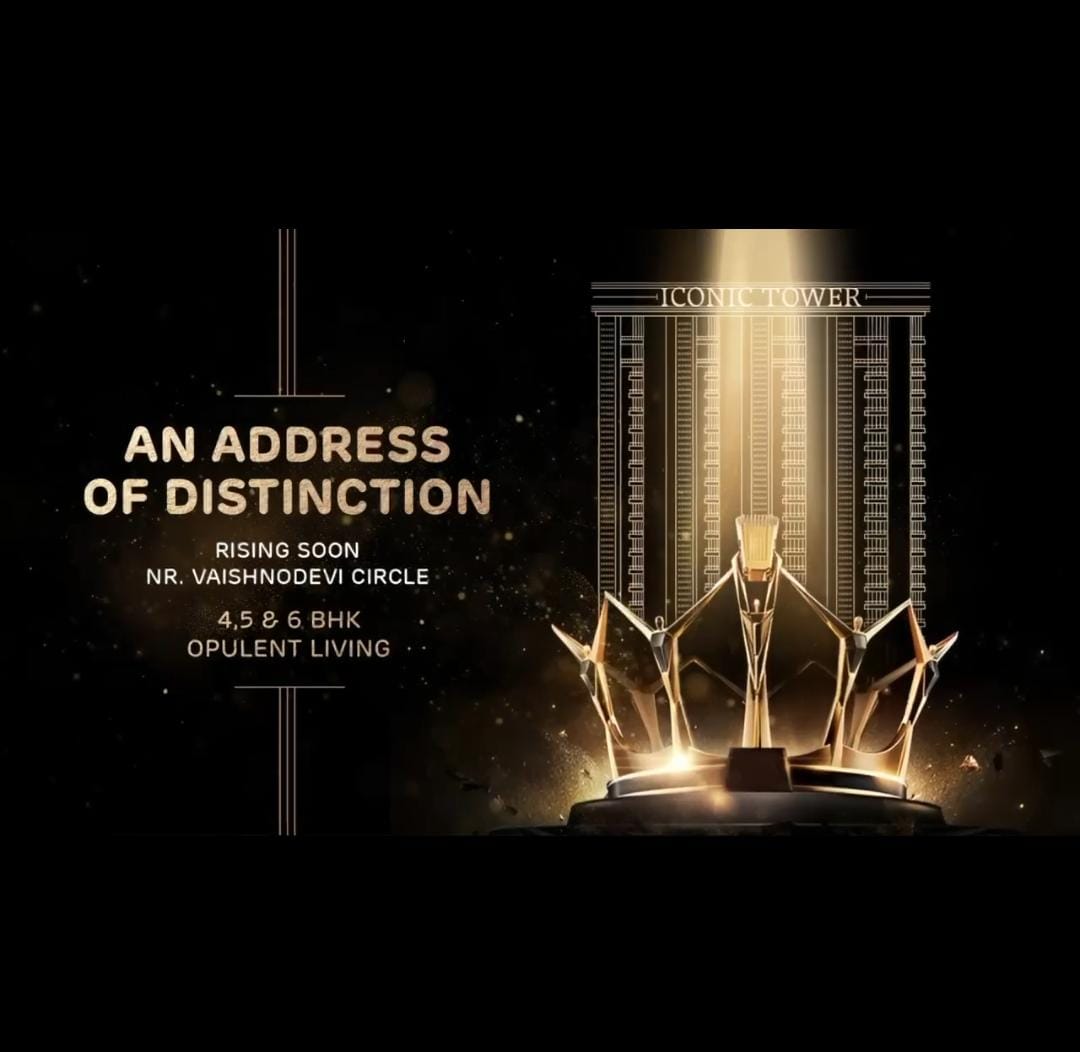 AN ADDRESS
OF DISTINCTION
RISING SOON
NR. VAISHNODEVI CIRCLE
4,5 & 6 BHK
OPULENT LIVING
ICONIC TOWER